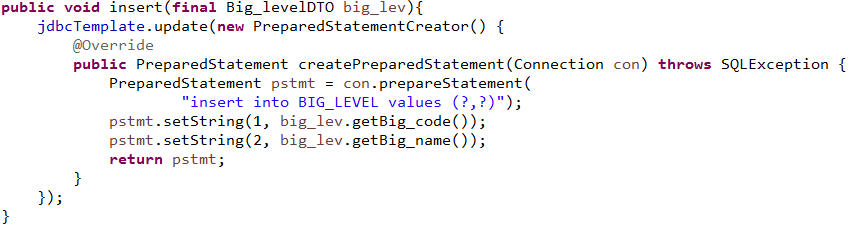 public void insert(final Big_levelDTO big_lev){
    jdbcTemplate.update(new PreparedStatementCreator() {
        @Override
        public PreparedStatement createPreparedStatement(Connection con) throws SQLException {
            PreparedStatement pstmt = con.prepareStatement(
                    "insert into BIG_LEVEL values (?,?)");
            pstmt.setString(1, big_lev.getBig_code());
            pstmt.setString(2, big_lev.getBig_name());
            return pstmt;
        }
    });
}